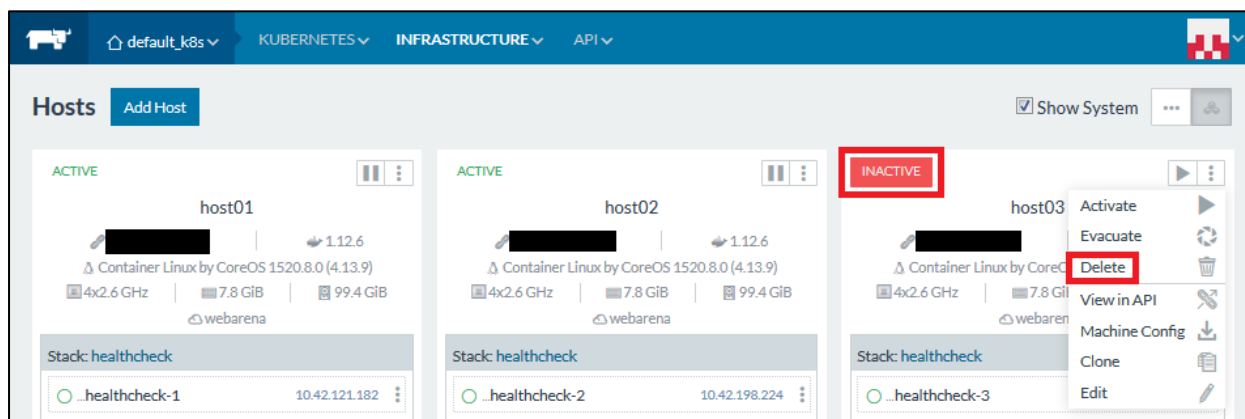 default_k8s KUBERNETES INFRASTRUCTURE API
Hosts Add Host Show System
ACTIVE
host01
1.12.6
Container Linux by CoreOS 1520.8.0 (4.13.9)
4x2.6 GHz 7.8 GiB 99.4 GiB
webarena
Stack: healthcheck
...healthcheck-1 10.42.121.182
ACTIVE
host02
1.12.6
Container Linux by CoreOS 1520.8.0 (4.13.9)
4x2.6 GHz 7.8 GiB 99.4 GiB
webarena
Stack: healthcheck
...healthcheck-2 10.42.198.224
INACTIVE
host03
Container Linux by CoreO
4x2.6 GHz 7.8 Gi
webaren
Stack: healthcheck
...healthcheck-3
Activate
Evacuate
Delete
View in API
Machine Config
Clone
Edit